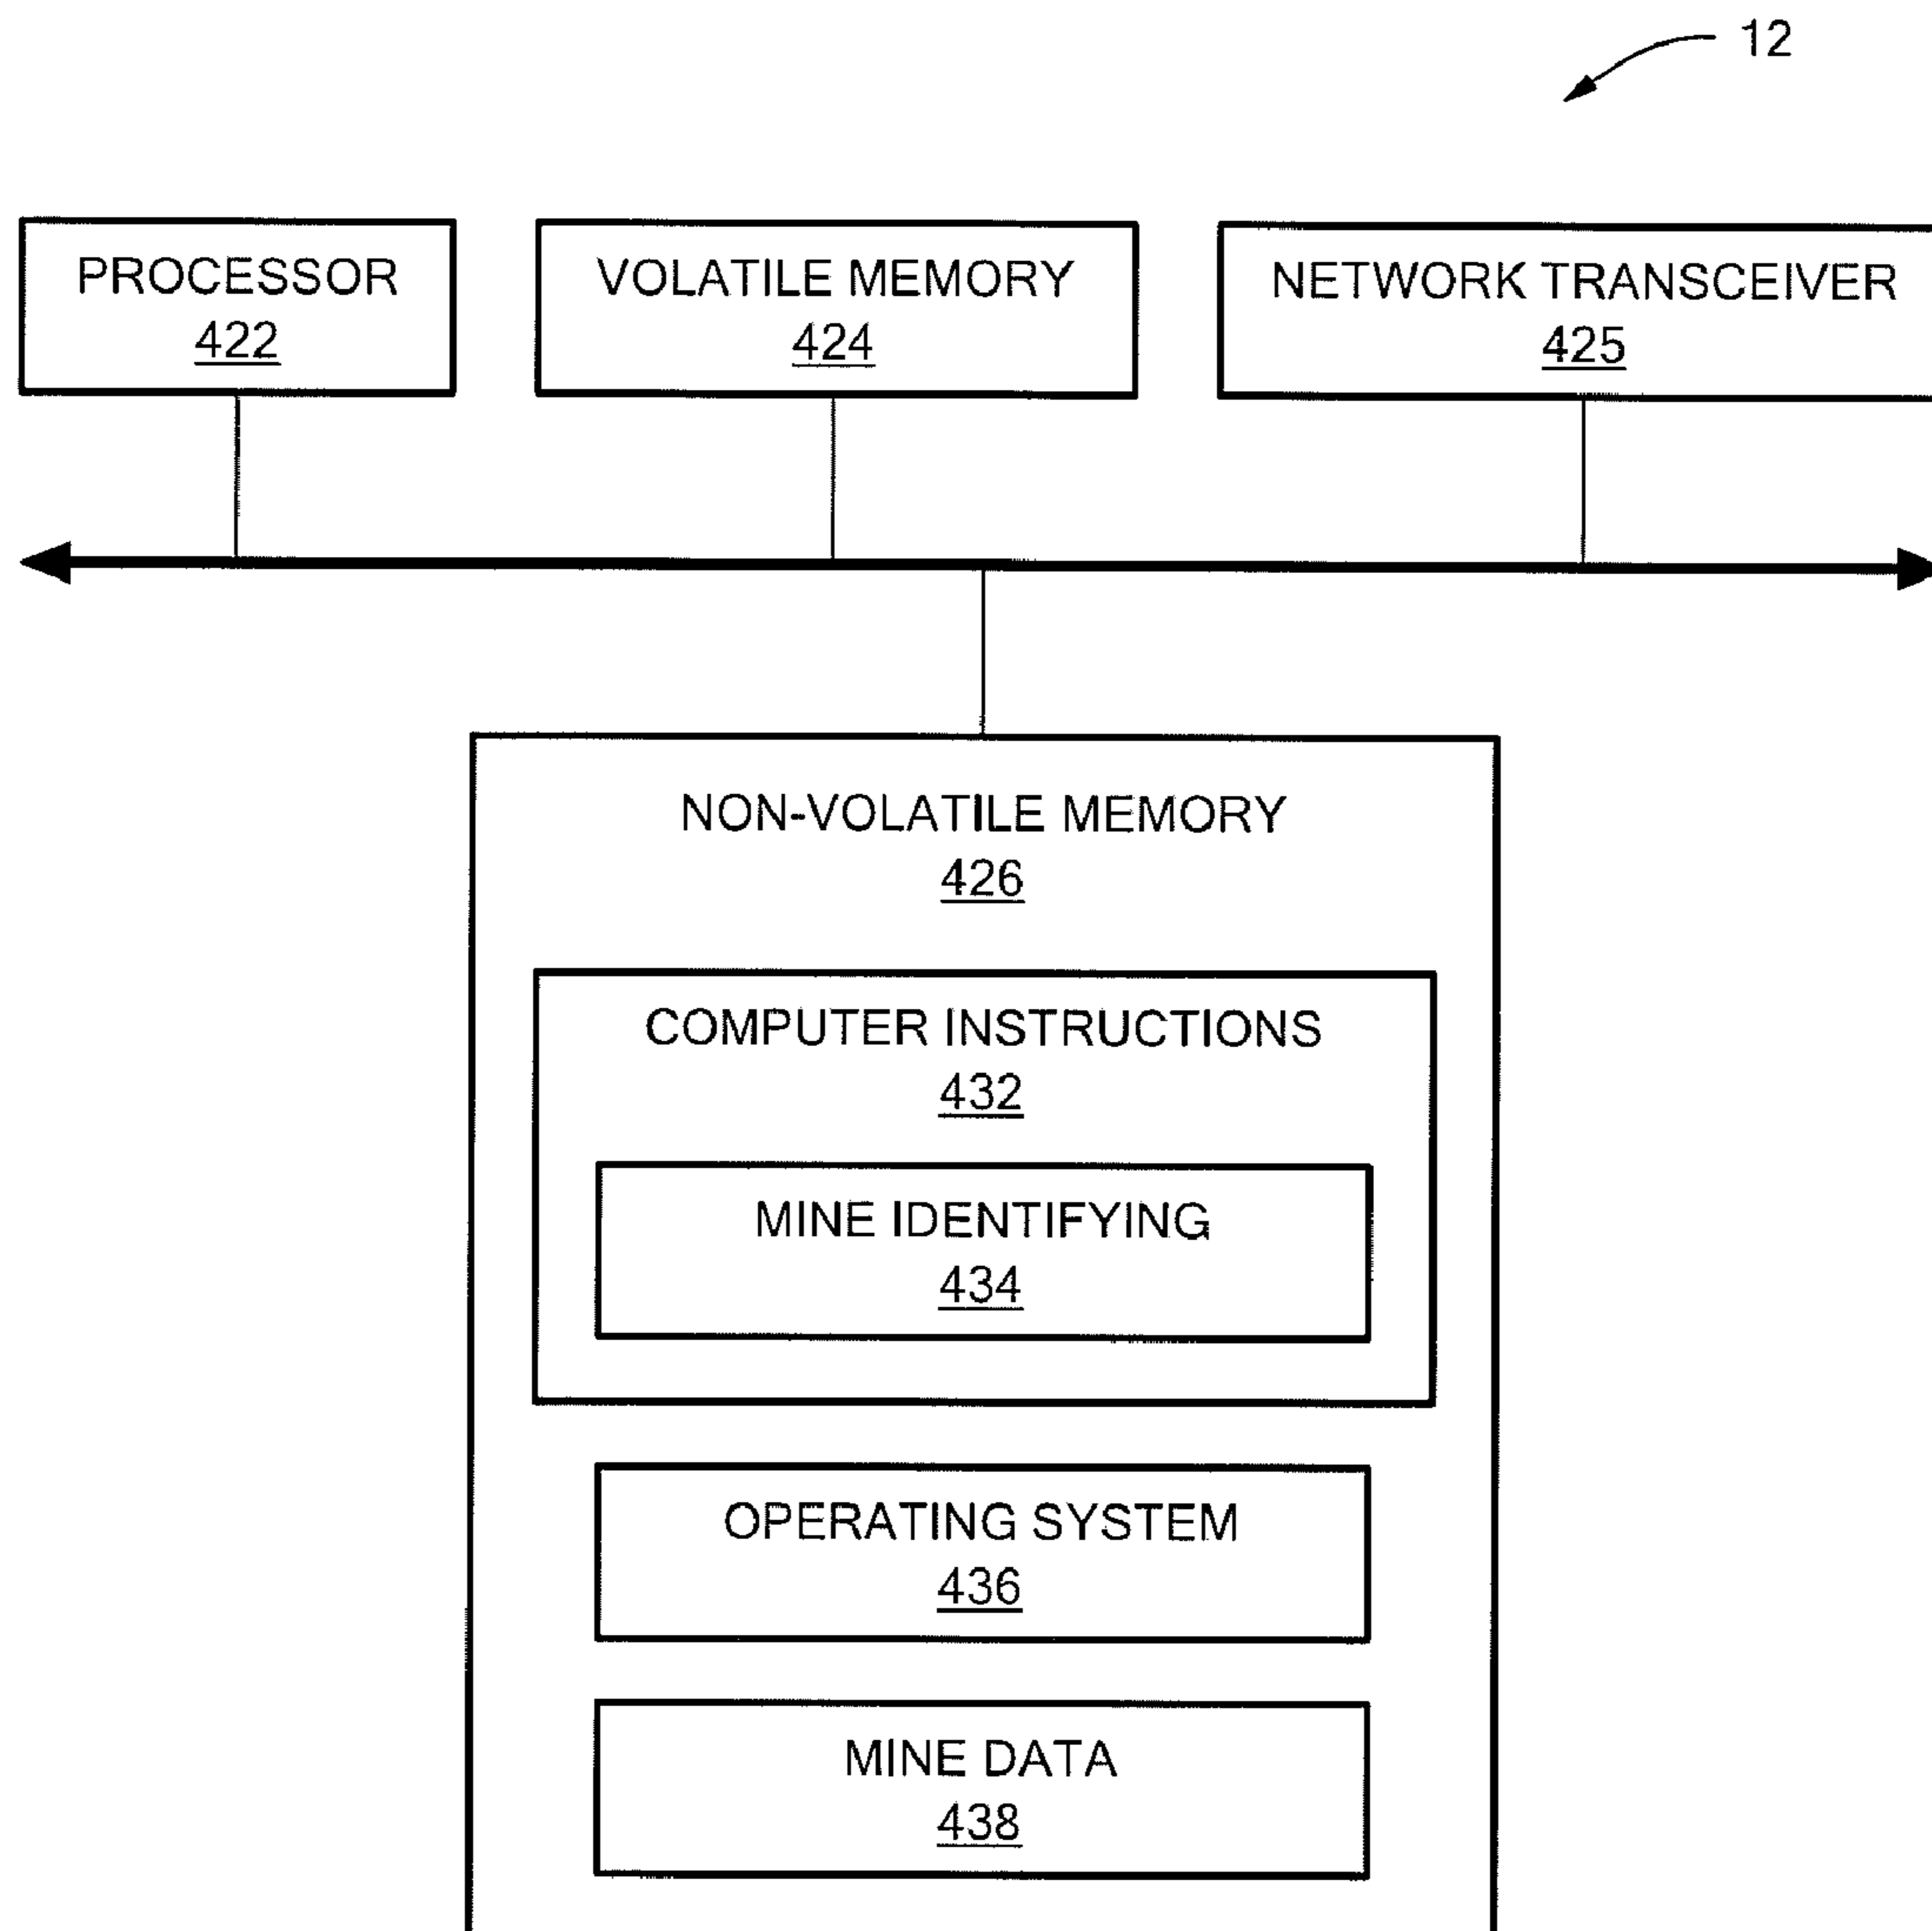 12
PROCESSOR
422
VOLATILE MEMORY
424
NETWORK TRANSCEIVER
425
NON-VOLATILE MEMORY
426
COMPUTER INSTRUCTIONS
432
MINE IDENTIFYING
434
OPERATING SYSTEM
436
MINE DATA
438